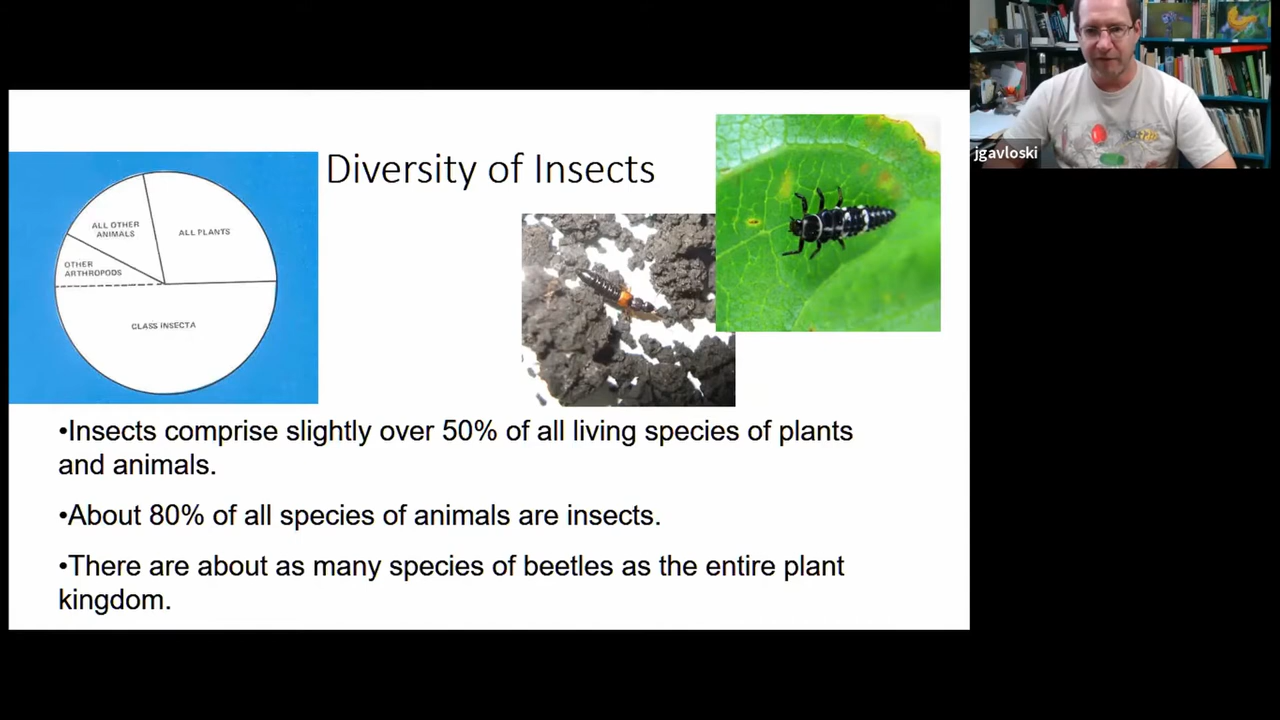 jgavloski
Diversity of Insects
ALL OTHER
ANIMALS
ALL PLANTS
OTHER
ARTHROPODS
CLASS INSECTA
•Insects comprise slightly over 50% of all living species of plants
and animals.
•About 80% of all species of animals are insects.
•There are about as many species of beetles as the entire plant
kingdom.